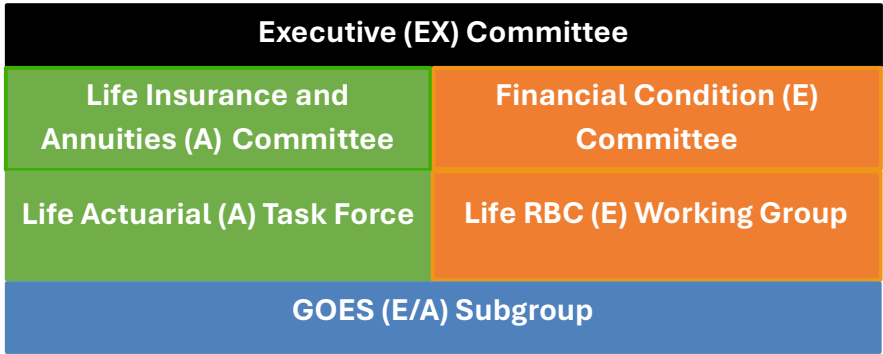 Executive (EX) Committee
Life Insurance and
Annuities (A) Committee
Financial Condition (E)
Committee
Life Actuarial (A) Task Force
Life RBC (E) Working Group
GOES (E/A) Subgroup